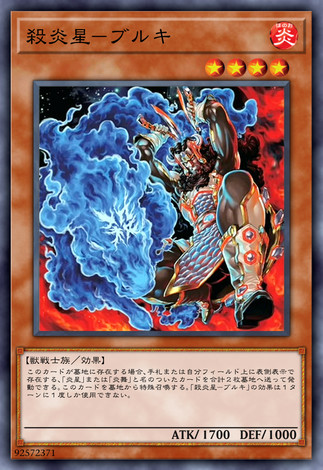 殺炎星－ブルキ
ほのお
炎
【獣戦士族／効果】
このカードが墓地に存在する場合、手札または自分フィールド上に表側表示で
存在する、「炎星」または「炎舞」と名のついたカードを合計２枚墓地へ送って発
動できる。このカードを墓地から特殊召喚する。「殺炎星－ブルキ」の効果は１タ
ーンに１度しか使用できない。
ATK/ 1700 DEF/1000
92572371